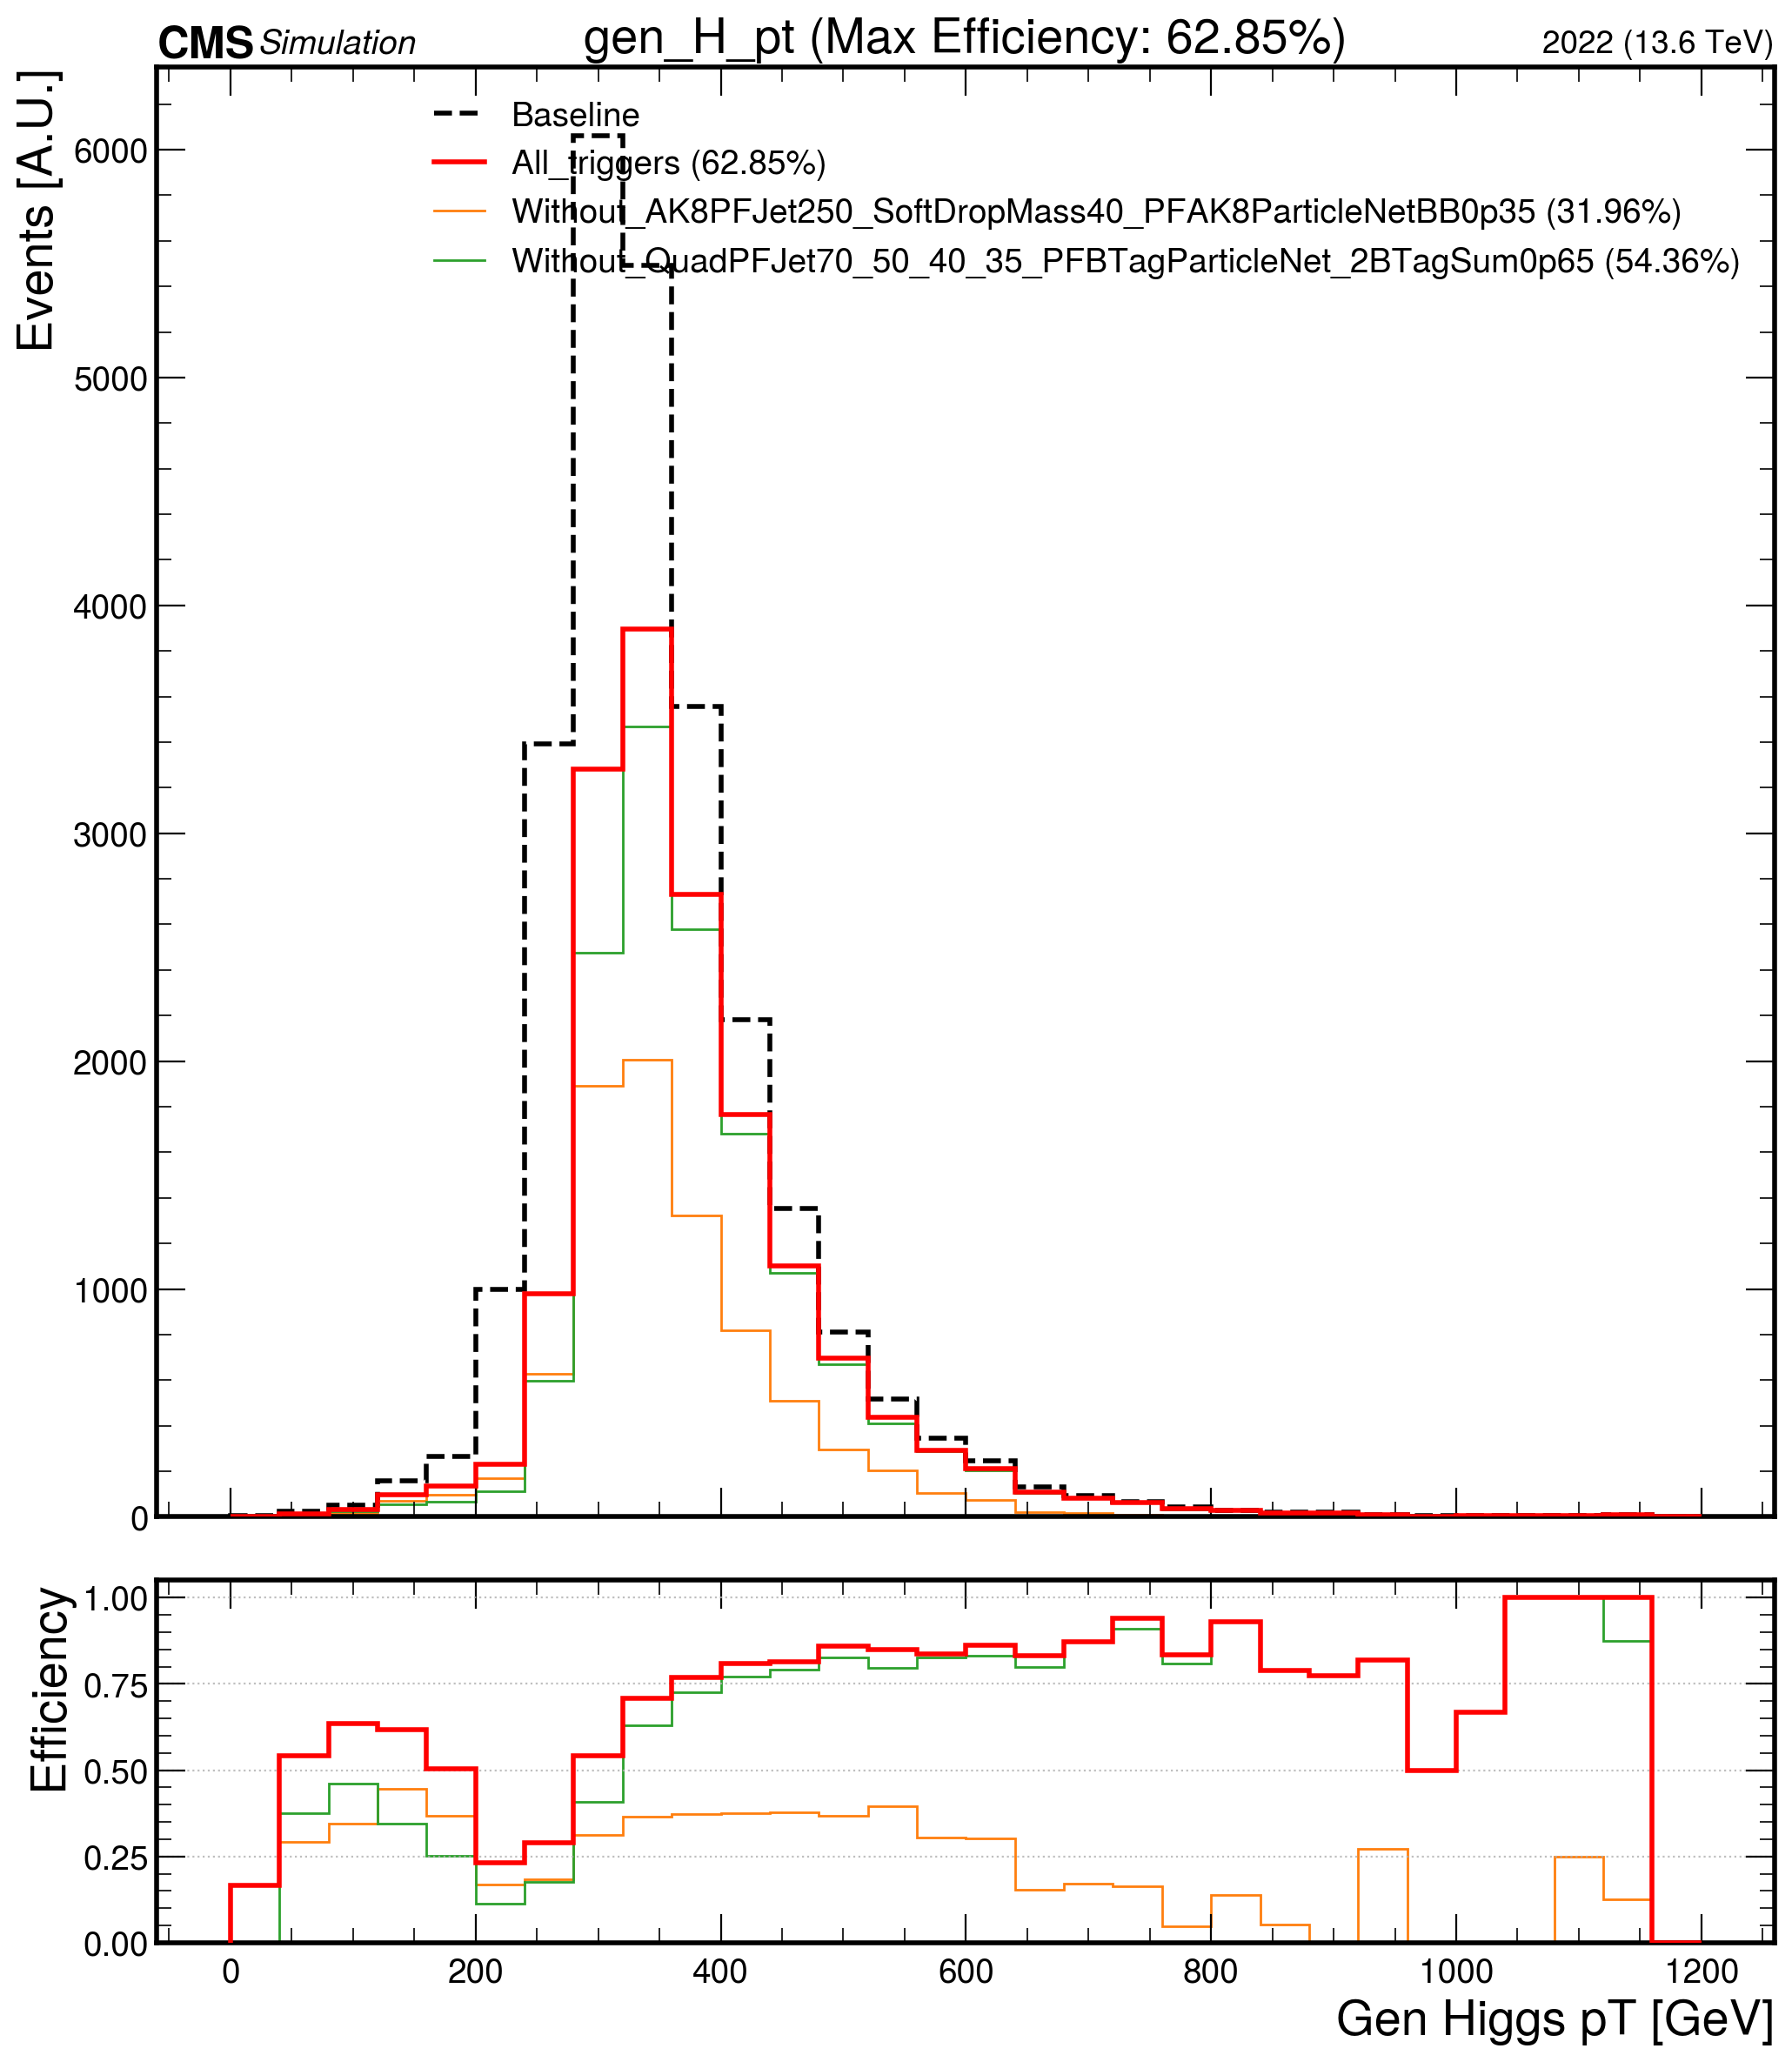 CMS Simulation gen_H_pt (Max Efficiency: 62.85%) 2022 (13.6 TeV)
Events [A.U.]
Baseline
All_triggers (62.85%)
Without_AK8PFJet250_SoftDropMass40_PFAK8ParticleNetBB0p35 (31.96%)
Without_QuadPFJet70_50_40_35_PFBTagParticleNet_2BTagSum0p65 (54.36%)
6000
5000
4000
3000
2000
1000
0
Efficiency
1.00
0.75
0.50
0.25
0.00
0 200 400 600 800 1000 1200
Gen Higgs pT [GeV]